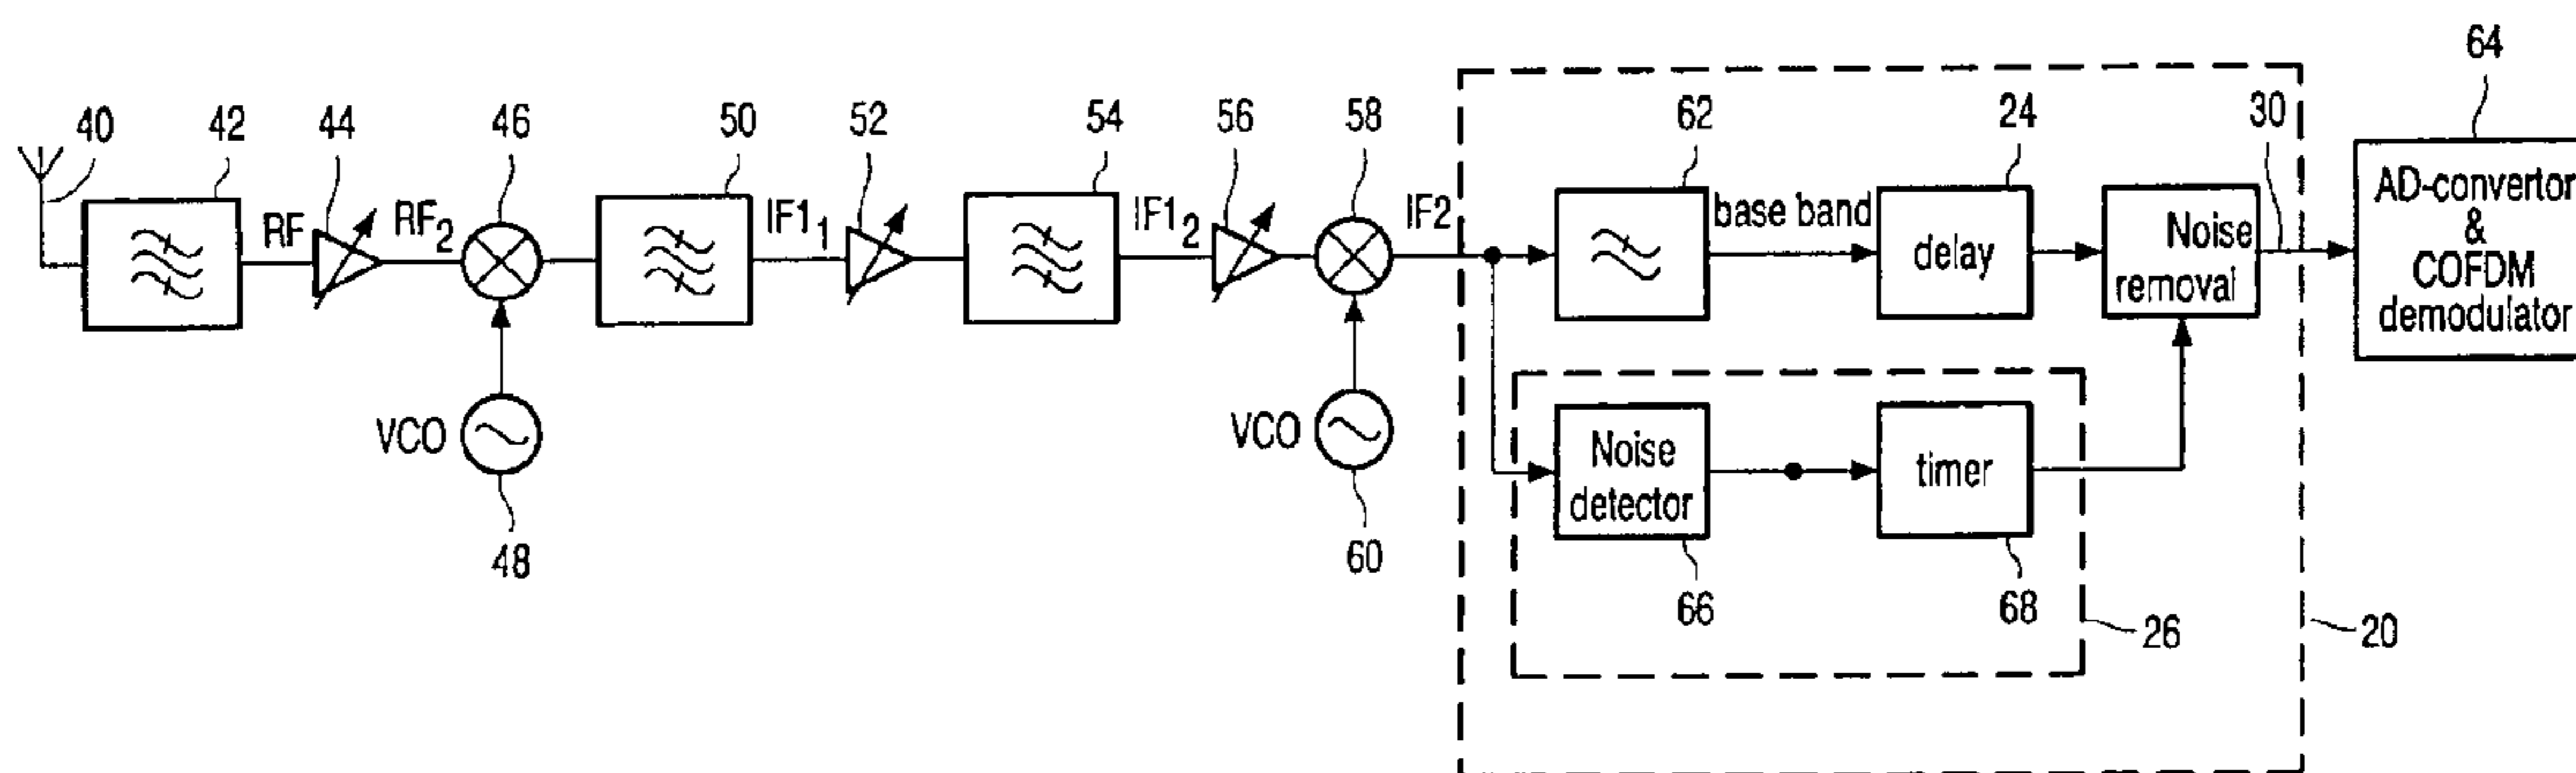 64
40
42
44
46
50
52
54
56
58
62
24
30
RF
RF2
IF11
IF12
IF2
base band
delay
Noise
removal
AD-convertor
&
COFDM
demodulator
VCO
VCO
Noise
detector
timer
48
60
66
68
26
20